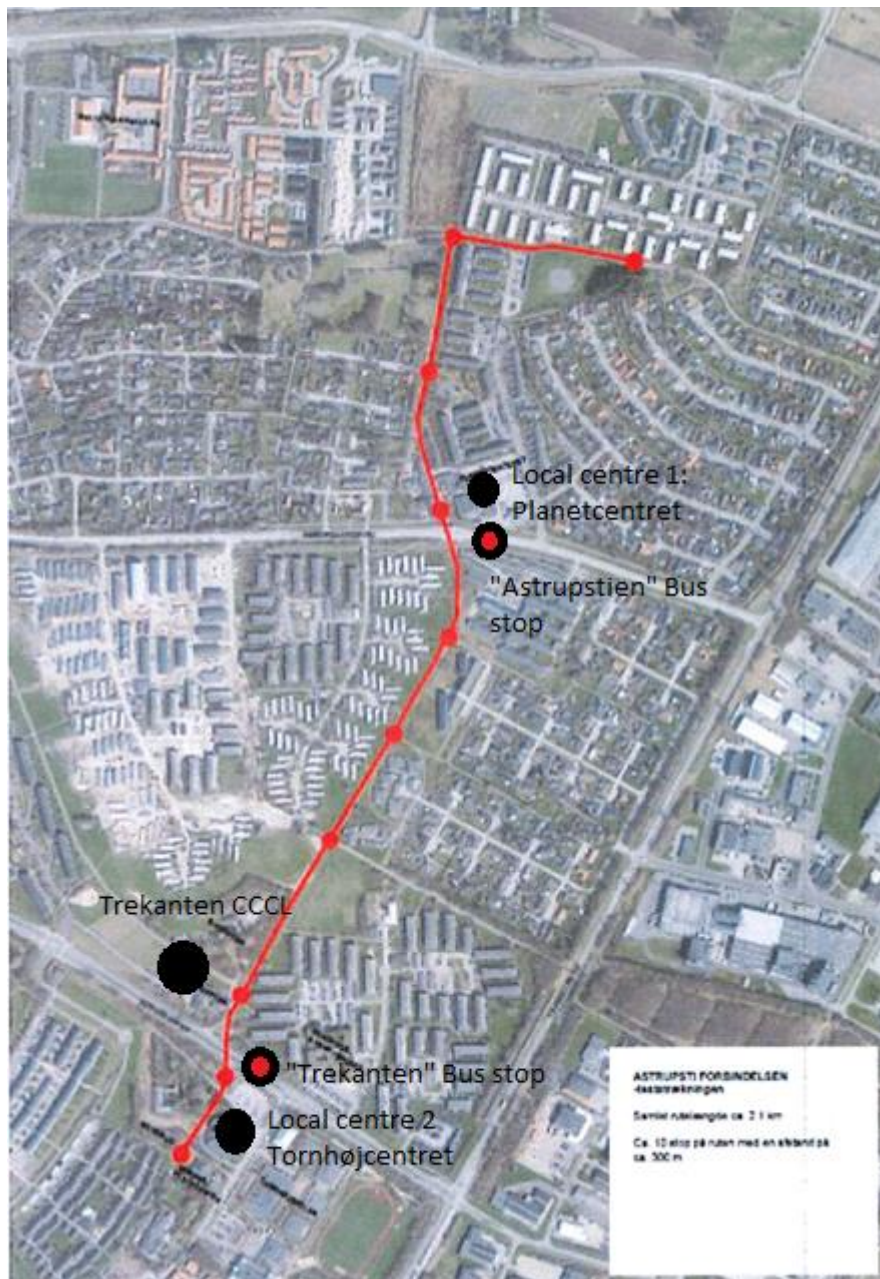 Local centre 1:
Planetcentret
"Astrupstien" Bus
stop
Trekanten CCCL
"Trekanten" Bus stop
Local centre 2
Tornhøjcentret
ASTRUPSTI FORBINDELSEN
Samlet rutelængde ca. 2.1 km
Ca. 10 stop på ruten med en afstand på
ca. 300 m